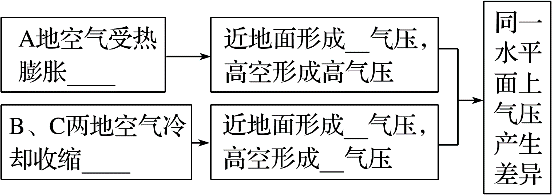 A地空气受热
膨胀____
近地面形成__气压，
高空形成高气压
B、C两地空气冷
却收缩____
近地面形成__气压，
高空形成__气压
同一
水平
面上
气压
产生
差异